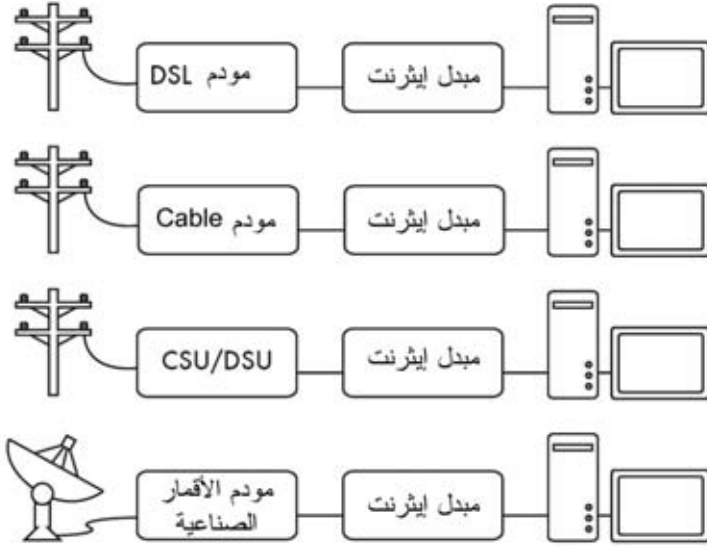 مودم DSL
مبدل إيثرنت
مودم Cable
مبدل إيثرنت
CSU/DSU
مبدل إيثرنت
مودم الأقمار
الصناعية
مبدل إيثرنت